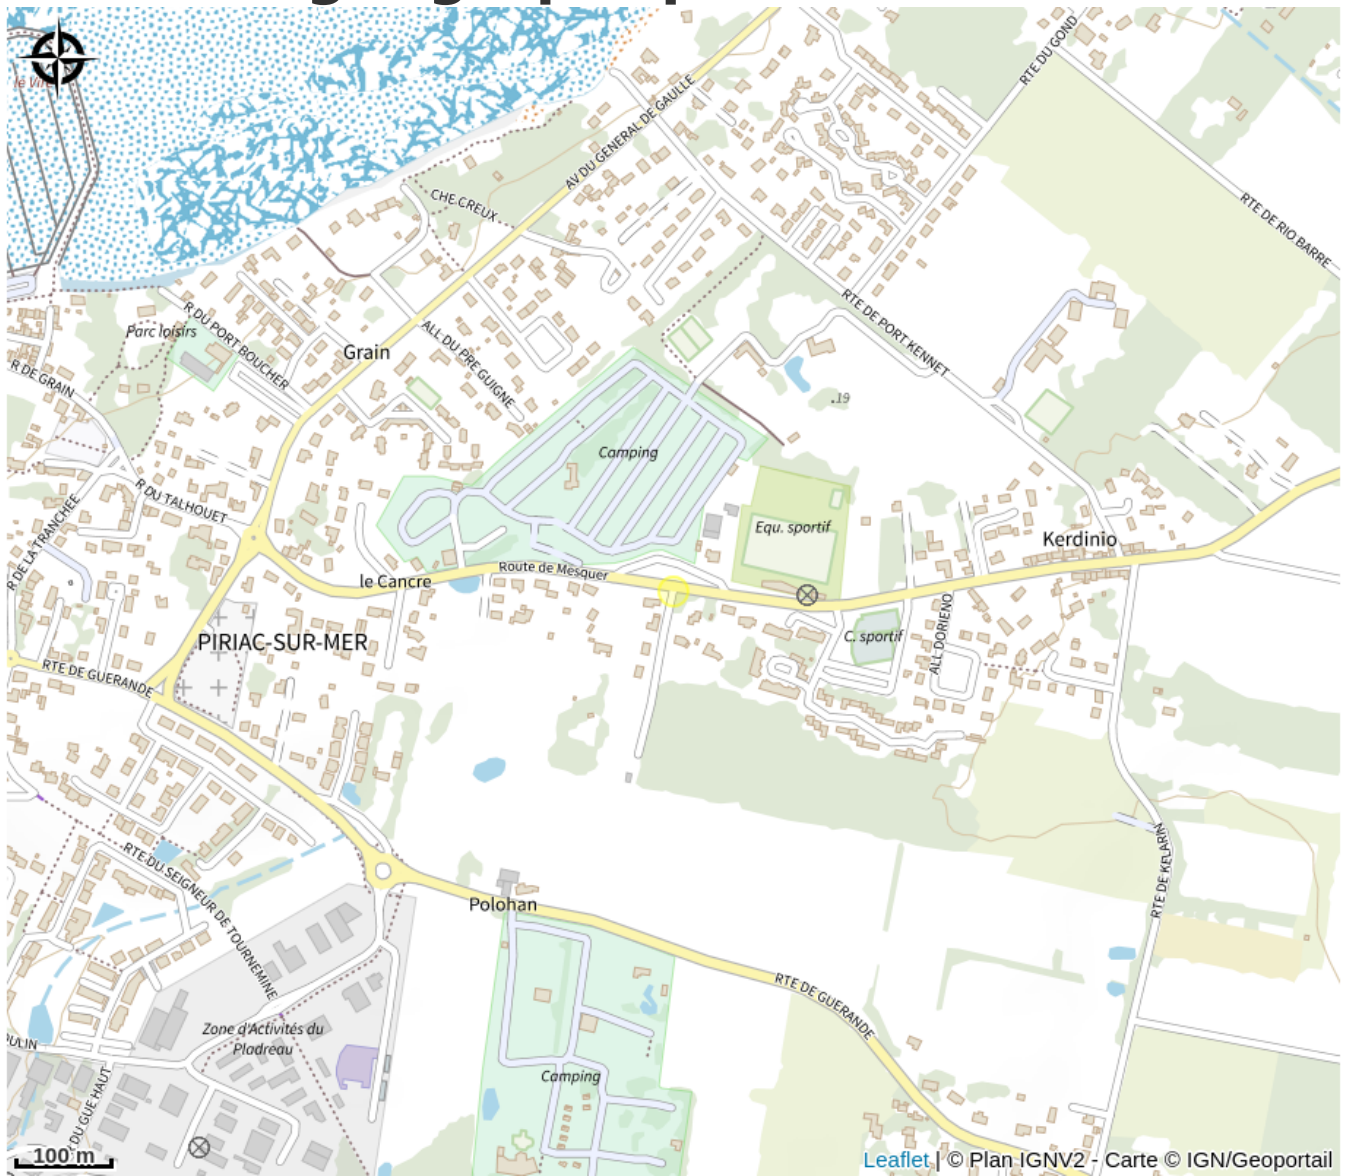 RTE DU GOND
AV DU GENERAL DE GAULLE
CHE CREUX
RTE DE RIO BARRE
R DU PORT BOUCHER
Parc loisirs
RTE DE PORT KENNET
ALL DU PRE GUIGNE
Grain
R DE GRAIN
.19
Camping
R DU TALHOUET
R DE LA TRANCHEE
Equ. sportif
Kerdinio
Route de Mesquer
le Cancre
C. sportif
ALL DORIENO
PIRIAC-SUR-MER
RTE DE GUERANDE
RTE DU SEIGNEUR DE TOURNEMINE
RTE DE KELARIN
Polohan
RTE DE GUERANDE
Zone d'Activités du
Pladreau
Camping
DU GUE HAUT
100 m
Leaflet | © Plan IGNV2 - Carte © IGN/Geoportail